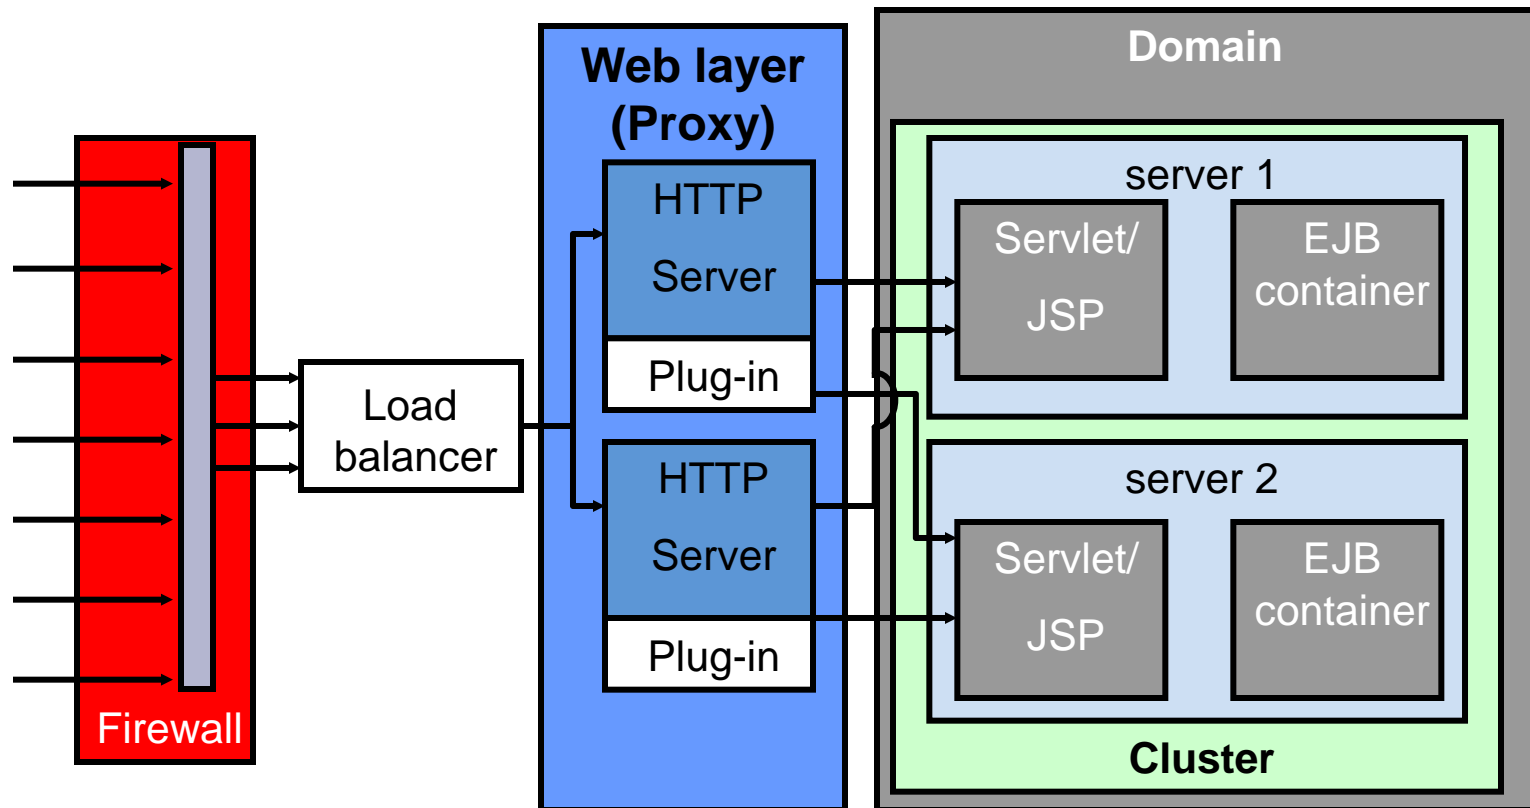 Firewall
Load
balancer
Web layer
(Proxy)
HTTP
Server
Plug-in
HTTP
Server
Plug-in
Domain
server 1
Servlet/
JSP
EJB
container
server 2
Servlet/
JSP
EJB
container
Cluster